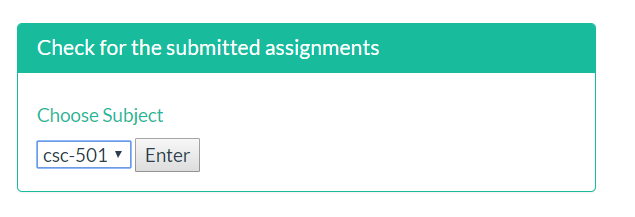 Check for the submitted assignments
Choose Subject
csc-501 Enter